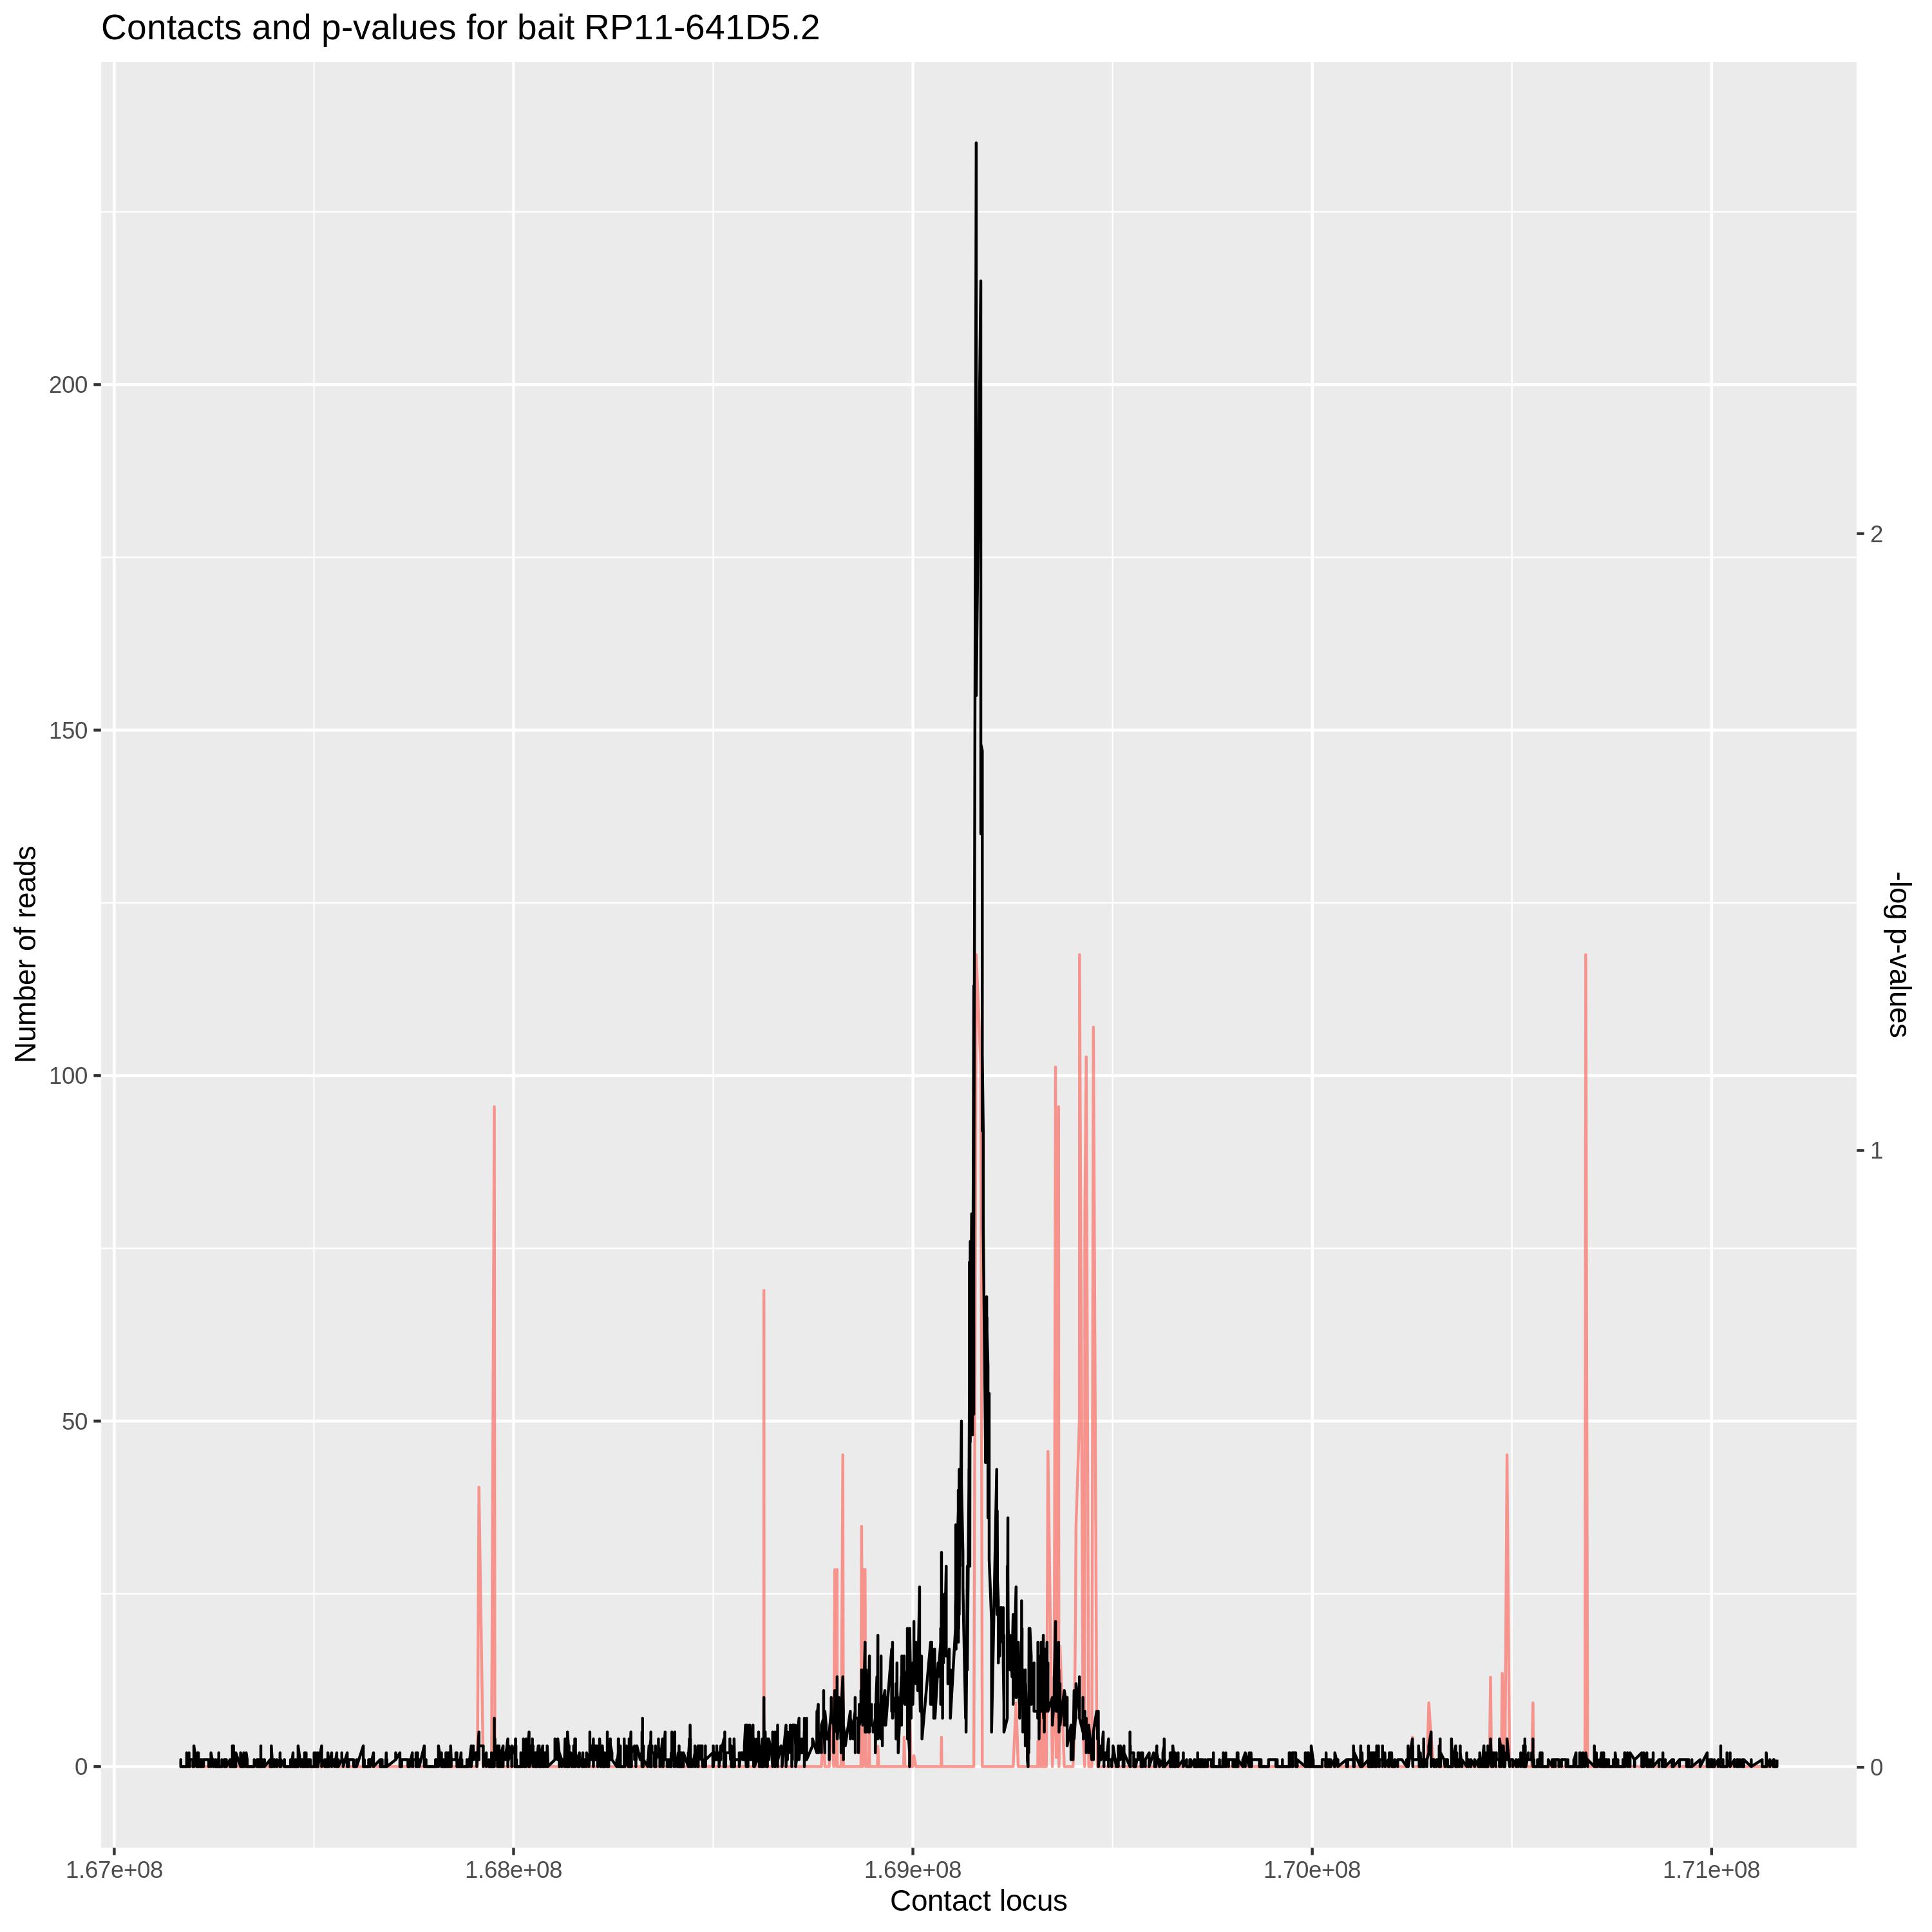 Contacts and p-values for bait RP11-641D5.2
Number of reads
200
150
100
50
0
2
1
0
-log p-values
1.67e+08
1.68e+08
1.69e+08
1.70e+08
1.71e+08
Contact locus